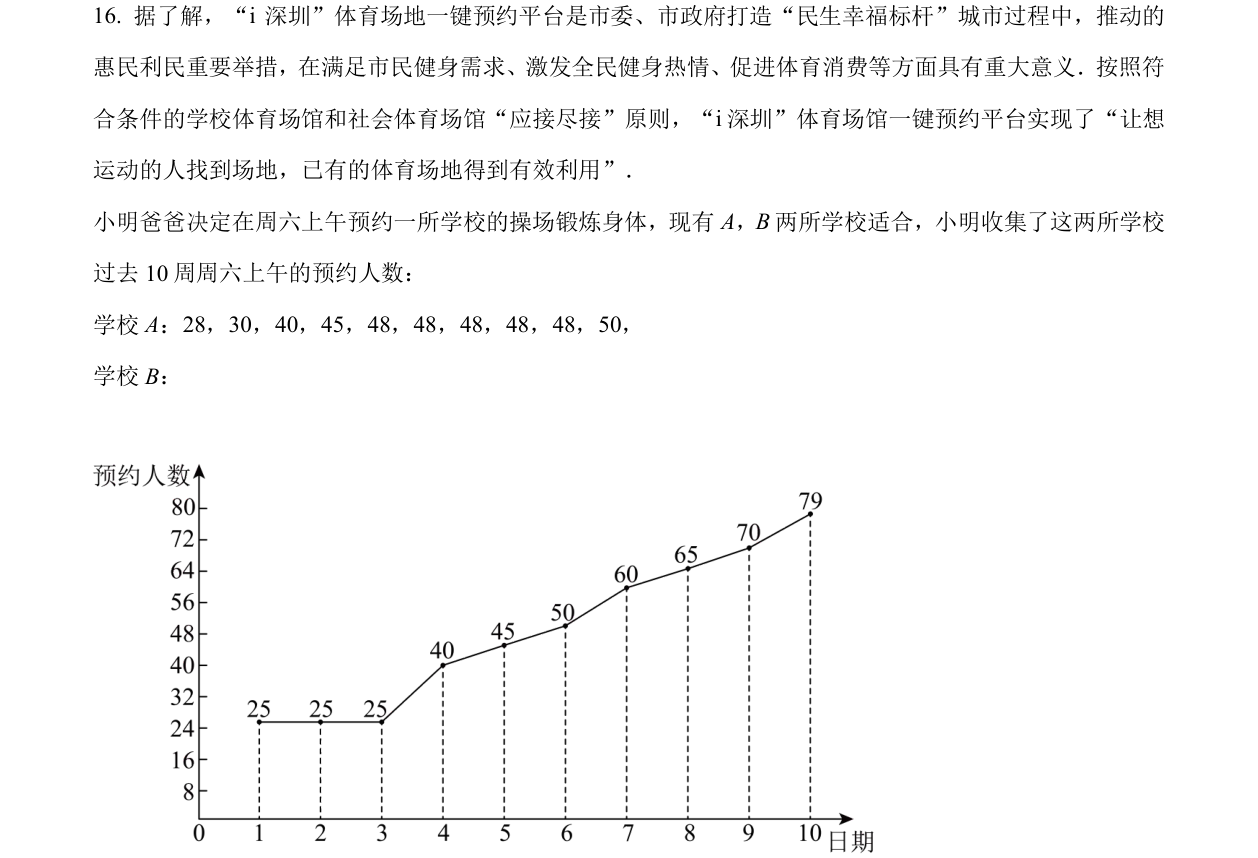 16. 据了解，“i 深圳”体育场地一键预约平台是市委、市政府打造“民生幸福标杆”城市过程中，推动的
惠民利民重要举措，在满足市民健身需求、激发全民健身热情、促进体育消费等方面具有重大意义．按照符
合条件的学校体育场馆和社会体育场馆“应接尽接”原则，“i 深圳”体育场馆一键预约平台实现了“让想
运动的人找到场地，已有的体育场地得到有效利用”．
小明爸爸决定在周六上午预约一所学校的操场锻炼身体，现有 A，B 两所学校适合，小明收集了这两所学校
过去 10 周周六上午的预约人数：
学校 A：28，30，40，45，48，48，48，48，48，50，
学校 B：
预约人数
80
72
64
56
48
40
32
24
16
8
25 25 25 40 45 50 60 65 70 79
0 1 2 3 4 5 6 7 8 9 10 日期